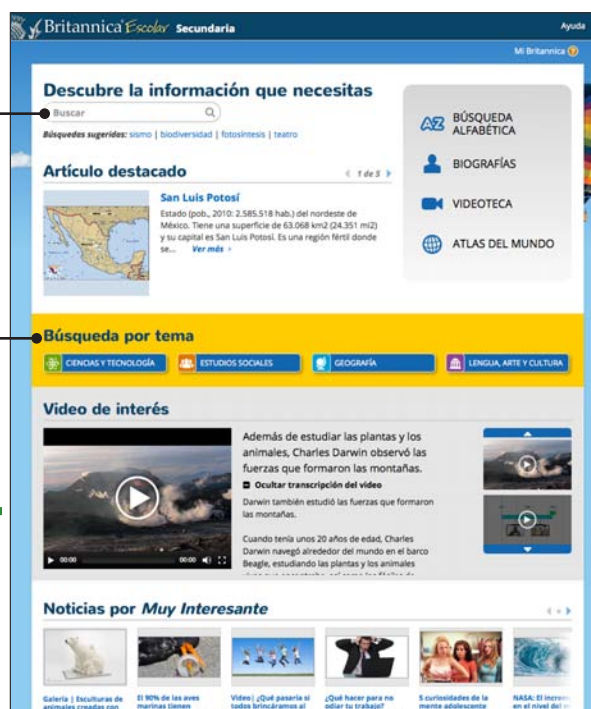 Britannica Escolar Secundaria
Ayuda
Mi Britannica ?
Descubre la información que necesitas
Buscar
Búsquedas sugeridas: sismo | biodiversidad | fotosíntesis | teatro
AZ BÚSQUEDA
ALFABÉTICA
BIOGRAFÍAS
VIDEOTECA
ATLAS DEL MUNDO
Artículo destacado
1 de 5
San Luis Potosí
Estado (pob., 2010: 2.585.518 hab.) del nordeste de
México. Tiene una superficie de 63.068 km2 (24.351 mi2)
y su capital es San Luis Potosí. Es una región fértil donde
se... Ver más
Búsqueda por tema
CIENCIAS Y TECNOLOGÍA
ESTUDIOS SOCIALES
GEOGRAFÍA
LENGUA, ARTE Y CULTURA
Video de interés
00:00
00:00
Además de estudiar las plantas y los
animales, Charles Darwin observó las
fuerzas que formaron las montañas.
Ocultar transcripción del video
Darwin también estudió las fuerzas que formaron
las montañas.
Cuando tenía unos 20 años de edad, Charles
Darwin navegó alrededor del mundo en el barco
Beagle, estudiando las plantas y los animales
Noticias por Muy Interesante
Galería | Esculturas de
animales creadas con
El 90% de las aves
marinas tienen
Video| ¿Qué pasaría si
todos brincáramos al
¿Qué hacer para no
odiar tu trabajo?
5 curiosidades de la
mente adolescente
NASA: El
en el nivel del